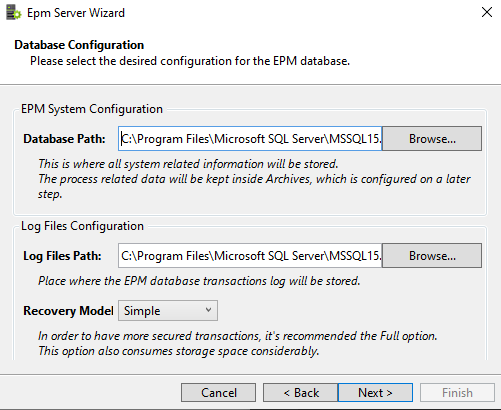 Epm Server Wizard
Database Configuration
Please select the desired configuration for the EPM database.
EPM System Configuration
Database Path: C:\Program Files\Microsoft SQL Server\MSSQL15. Browse...
This is where all system related information will be stored.
The process related data will be kept inside Archives, which is configured on a later
step.
Log Files Configuration
Log Files Path: C:\Program Files\Microsoft SQL Server\MSSQL15. Browse...
Place where the EPM database transactions log will be stored.
Recovery Model Simple
In order to have more secured transactions, it's recommended the Full option.
This option also consumes storage space considerably.
Cancel < Back Next > Finish